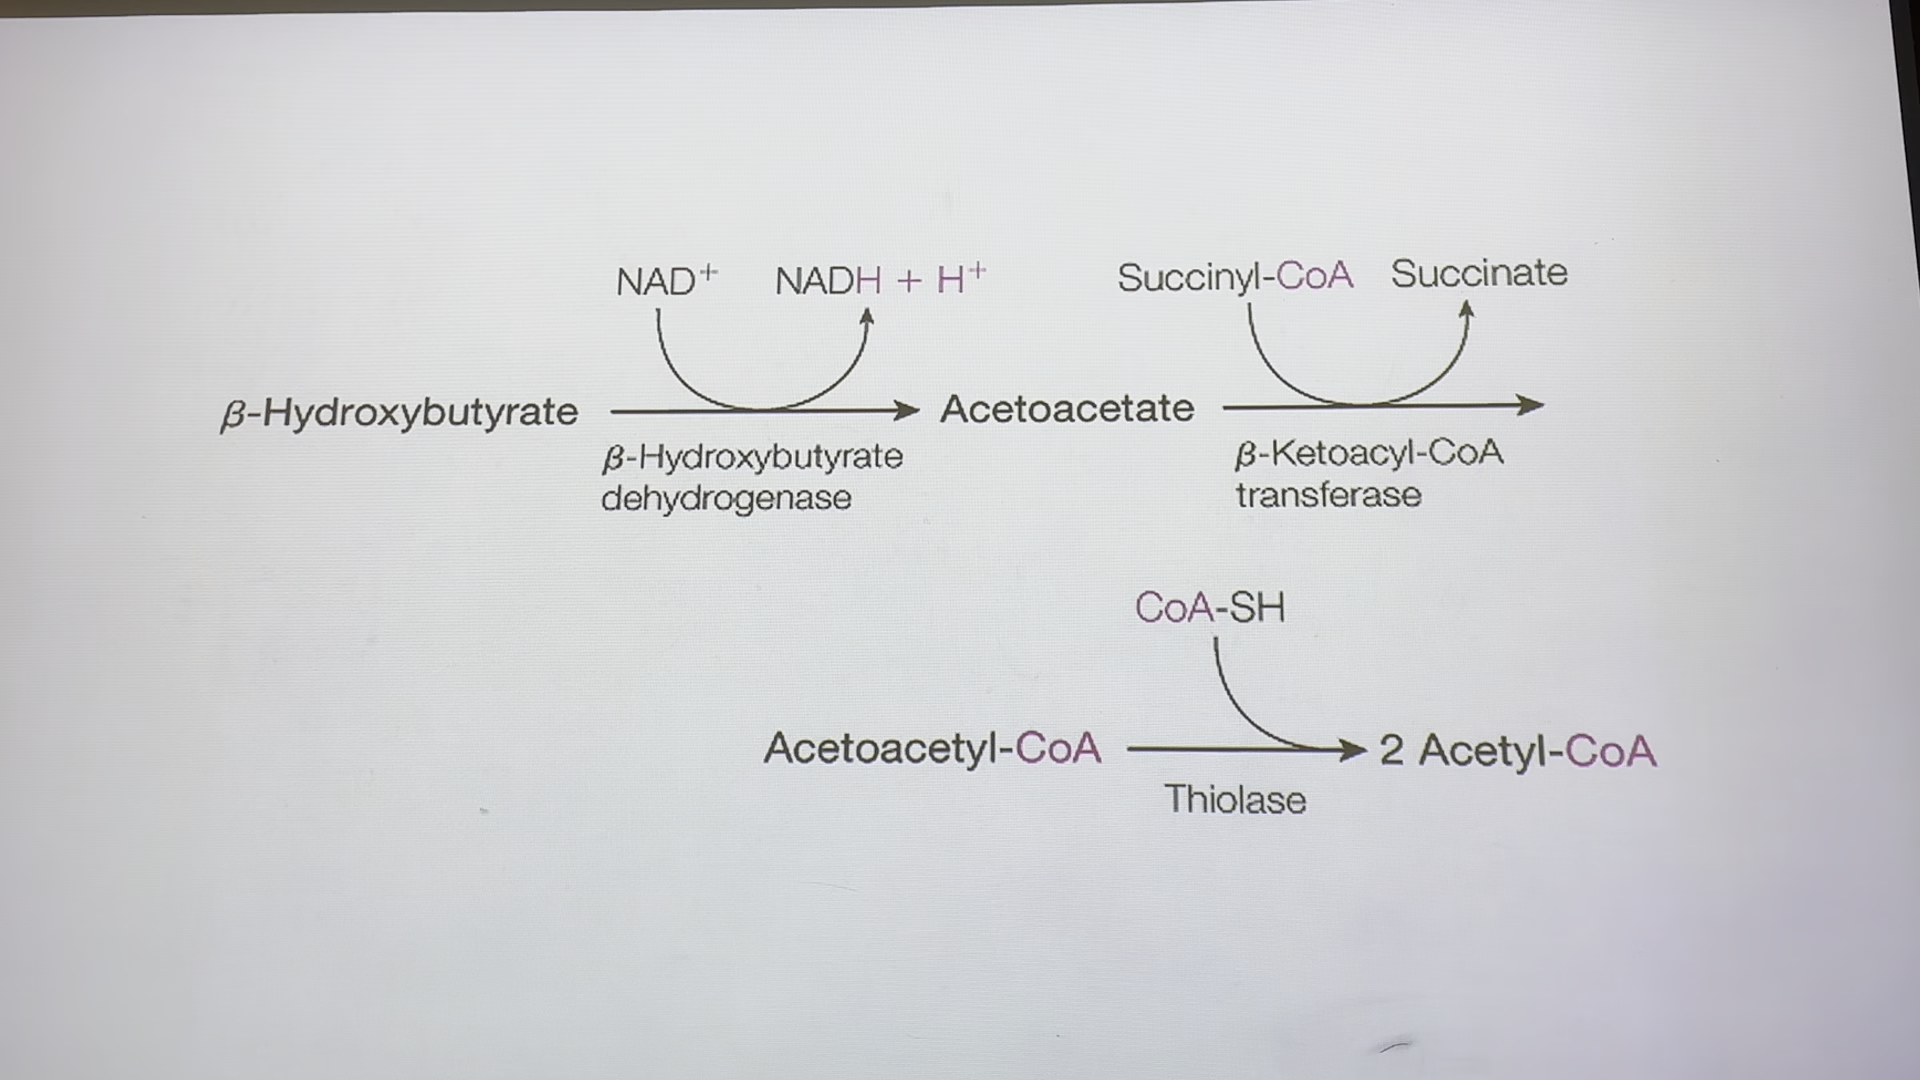 NAD⁺ NADH + H⁺ Succinyl-CoA Succinate
β-Hydroxybutyrate Acetoacetate
β-Hydroxybutyrate
dehydrogenase
β-Ketoacyl-CoA
transferase
CoA-SH
Acetoacetyl-CoA 2 Acetyl-CoA
Thiolase